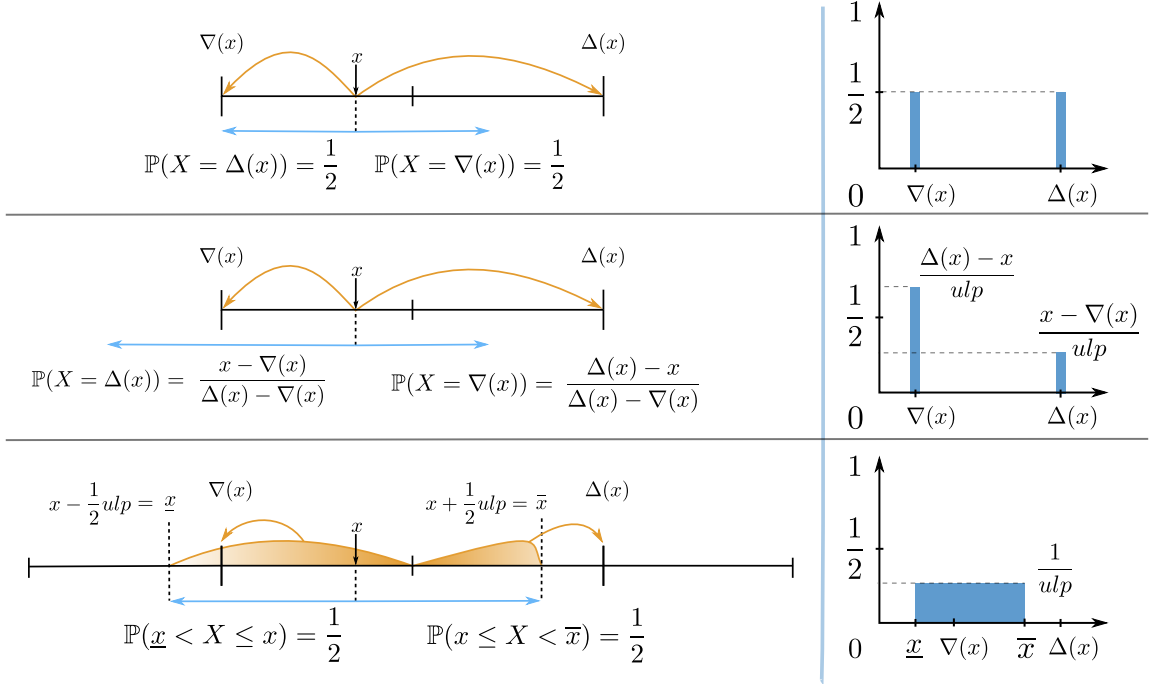 ∇(x) x Δ(x)
ℙ(X = Δ(x)) = 1/2 ℙ(X = ∇(x)) = 1/2
1
1/2
0 ∇(x) Δ(x)
∇(x) x Δ(x)
ℙ(X = Δ(x)) = (x − ∇(x))/(Δ(x) − ∇(x)) ℙ(X = ∇(x)) = (Δ(x) − x)/(Δ(x) − ∇(x))
1
(Δ(x) − x)/ulp
1/2 (x − ∇(x))/ulp
0 ∇(x) Δ(x)
x − 1/2 ulp = x̲ ∇(x) x x + 1/2 ulp = x̅ Δ(x)
ℙ(x̲ < X ≤ x) = 1/2 ℙ(x ≤ X < x̅) = 1/2
1
1/2 1/ulp
0 x̲ ∇(x) x̅ Δ(x)